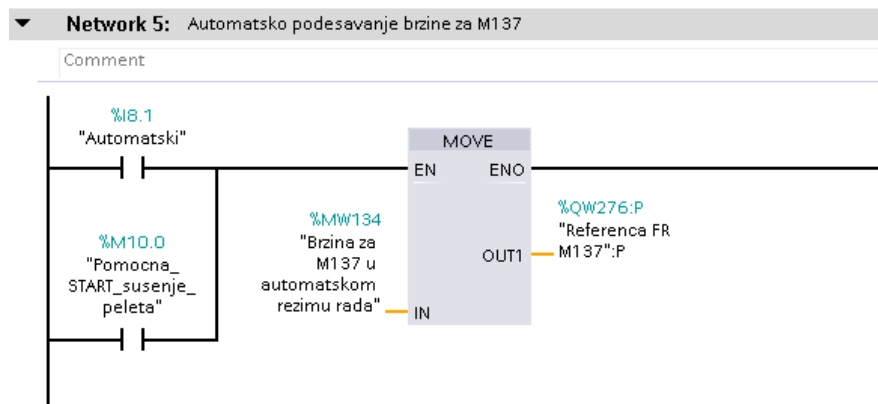 Network 5: Automatsko podesavanje brzine za M137
Comment
%I8.1
"Automatski"
MOVE
EN ENO
%MW134
"Brzina za
M137 u
automatskom
rezimu rada"
IN
%QW276:P
"Referenca FR
M137":P
OUT1
%M10.0
"Pomocna_
START_susenje_
peleta"